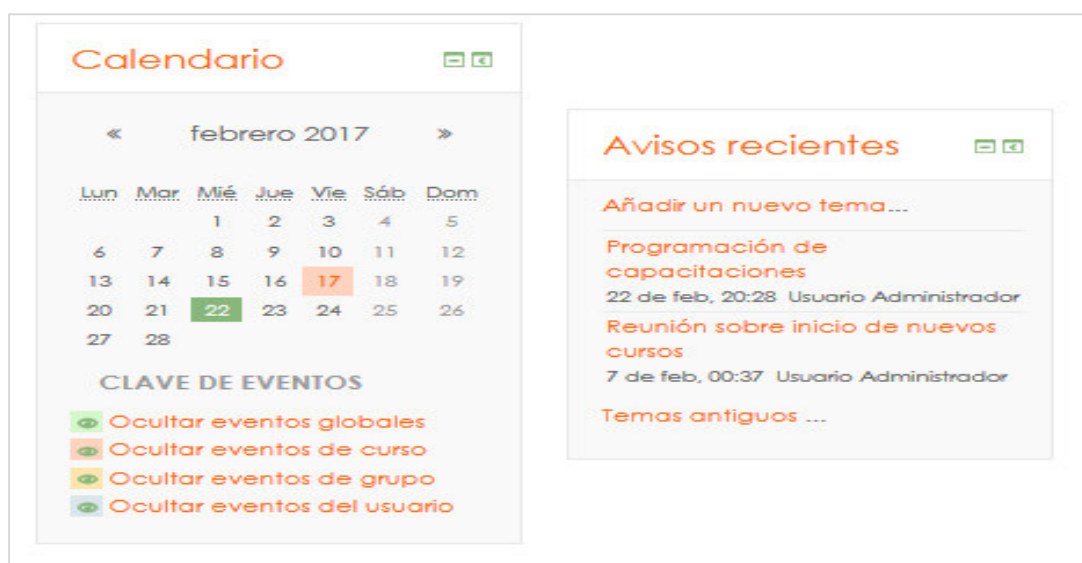 Calendario
« febrero 2017 »
Lun Mar Mié Jue Vie Sáb Dom
1 2 3 4 5
6 7 8 9 10 11 12
13 14 15 16 17 18 19
20 21 22 23 24 25 26
27 28
CLAVE DE EVENTOS
Ocultar eventos globales
Ocultar eventos de curso
Ocultar eventos de grupo
Ocultar eventos del usuario
Avisos recientes
Añadir un nuevo tema...
Programación de
capacitaciones
22 de feb, 20:28 Usuario Administrador
Reunión sobre inicio de nuevos
cursos
7 de feb, 00:37 Usuario Administrador
Temas antiguos ...